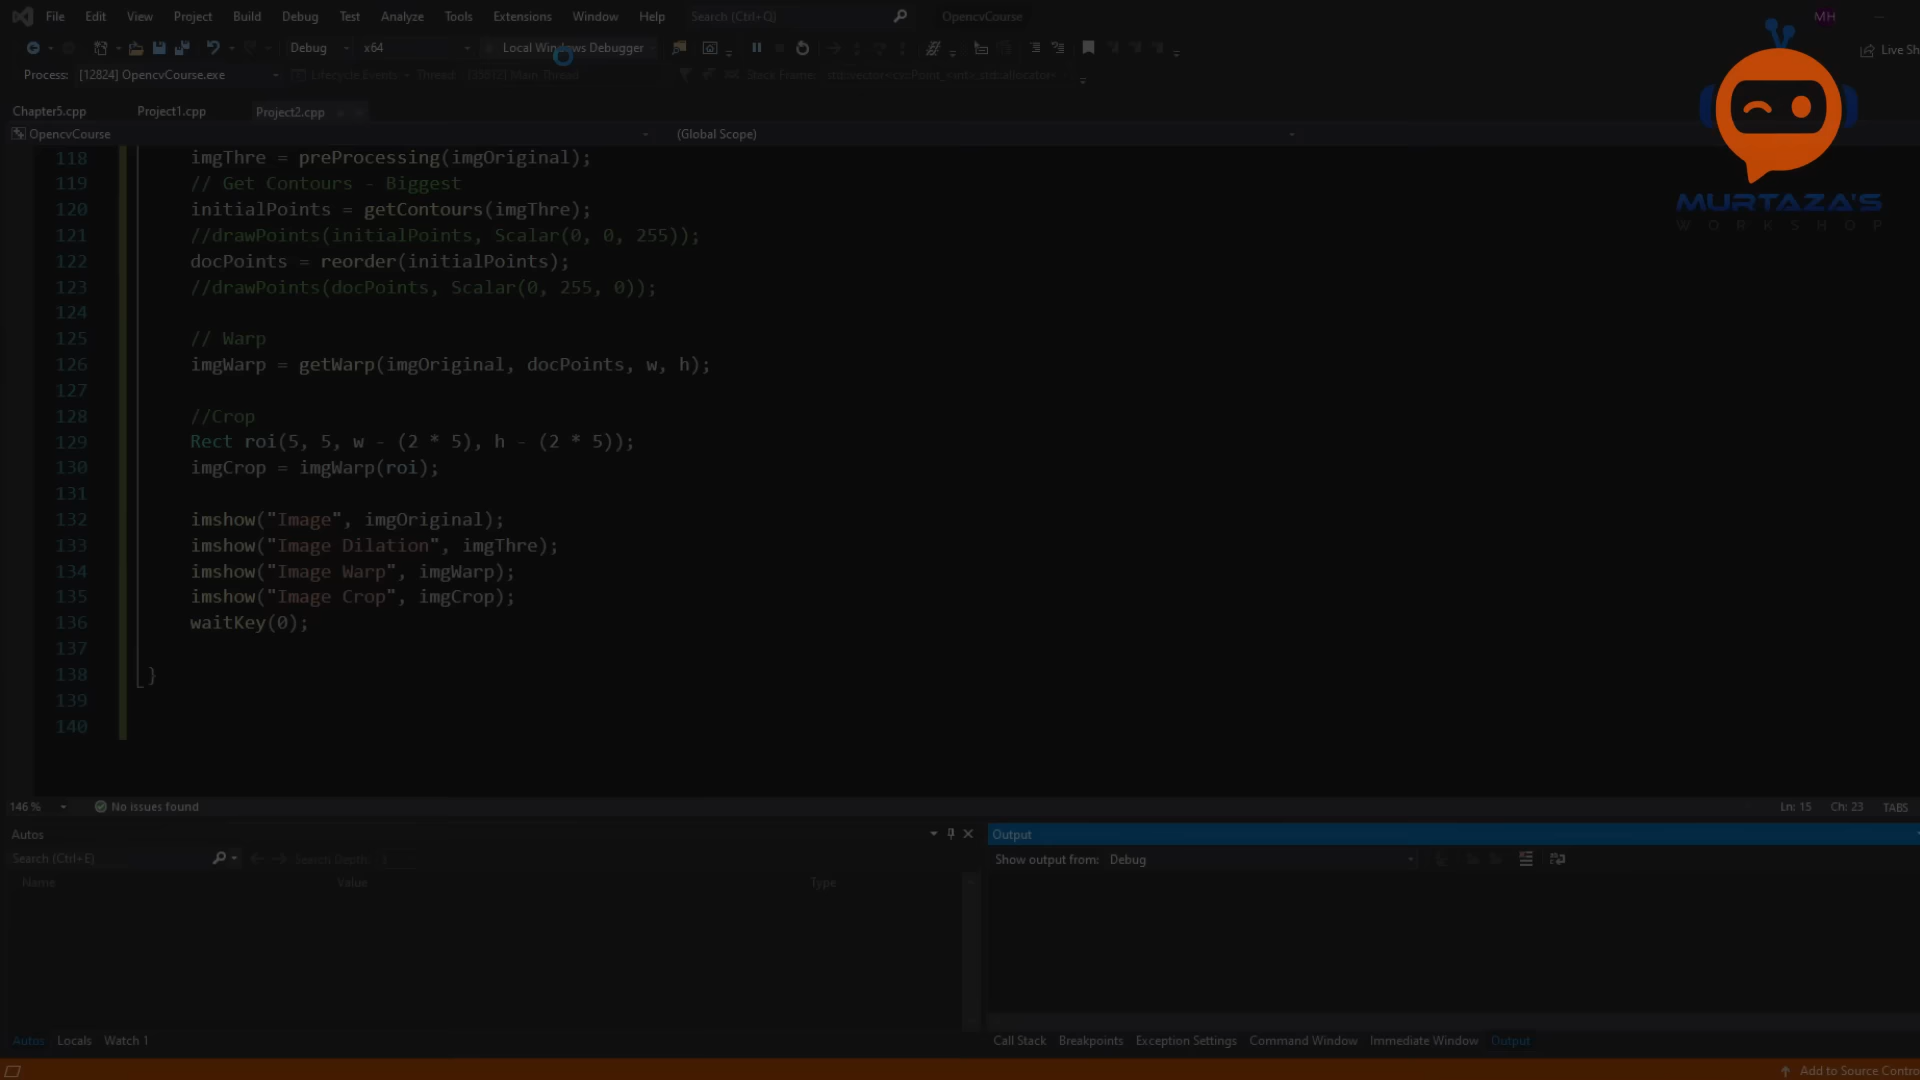 File Edit View Project Build Debug Test Analyze Tools Extensions Window Help Search (Ctrl+Q) OpencvCourse MH
Debug x64 Local Windows Debugger Live Sh
Process: [12824] OpencvCourse.exe Lifecycle Events Thread: Main Thread Stack Frame: std::vector<cv::Point_<int>,std::allocator<
Chapter5.cpp Project1.cpp Project2.cpp
OpencvCourse (Global Scope)
MURTAZA'S
WORKSHOP
118 imgThre = preProcessing(imgOriginal);
119 // Get Contours - Biggest
120 initialPoints = getContours(imgThre);
121 //drawPoints(initialPoints, Scalar(0, 0, 255));
122 docPoints = reorder(initialPoints);
123 //drawPoints(docPoints, Scalar(0, 255, 0));
124
125 // Warp
126 imgWarp = getWarp(imgOriginal, docPoints, w, h);
127
128 //Crop
129 Rect roi(5, 5, w - (2 * 5), h - (2 * 5));
130 imgCrop = imgWarp(roi);
131
132 imshow("Image", imgOriginal);
133 imshow("Image Dilation", imgThre);
134 imshow("Image Warp", imgWarp);
135 imshow("Image Crop", imgCrop);
136 waitKey(0);
137
138 }
139
140
146 % No issues found Ln: 15 Ch: 23 TABS
Autos Output
Search (Ctrl+E) Search Depth: Show output from: Debug
Name Value Type
Autos Locals Watch 1 Call Stack Breakpoints Exception Settings Command Window Immediate Window Output
Add to Source Contro